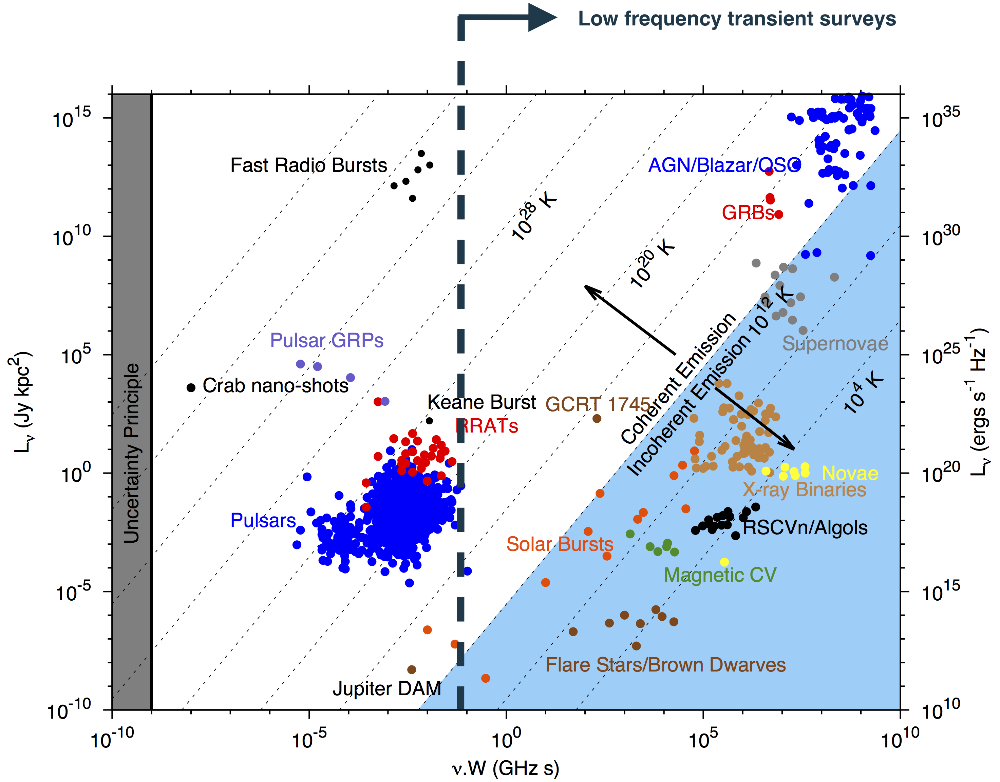 Low frequency transient surveys
10^15
10^35
Fast Radio Bursts
AGN/Blazar/QSO
10^28 K
GRBs
10^10
10^30
10^20 K
10^12 K
Pulsar GRPs
Supernovae
10^5
10^25
Crab nano-shots
10^4 K
Keane Burst
GCRT 1745
RRATs
Coherent Emission
Incoherent Emission
Uncertainty Principle
L_ν (Jy kpc^2)
L_ν (ergs s^-1 Hz^-1)
10^0
10^20
Novae
X-ray Binaries
Pulsars
RSCVn/Algols
Solar Bursts
Magnetic CV
10^-5
10^15
Flare Stars/Brown Dwarves
Jupiter DAM
10^-10
10^10
10^-10
10^-5
10^0
10^5
10^10
ν.W (GHz s)